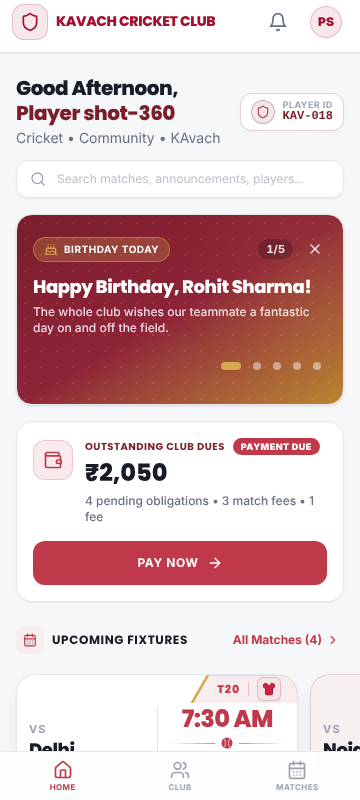 KAVACH CRICKET CLUB
PS
Good Afternoon,
Player shot-360
Cricket • Community • KAvach
PLAYER ID
KAV-018
Search matches, announcements, players...
BIRTHDAY TODAY
1/5
Happy Birthday, Rohit Sharma!
The whole club wishes our teammate a fantastic
day on and off the field.
OUTSTANDING CLUB DUES
PAYMENT DUE
₹2,050
4 pending obligations • 3 match fees • 1
fee
PAY NOW
UPCOMING FIXTURES
All Matches (4)
T20
7:30 AM
VS
Delhi
VS
HOME
CLUB
MATCHES